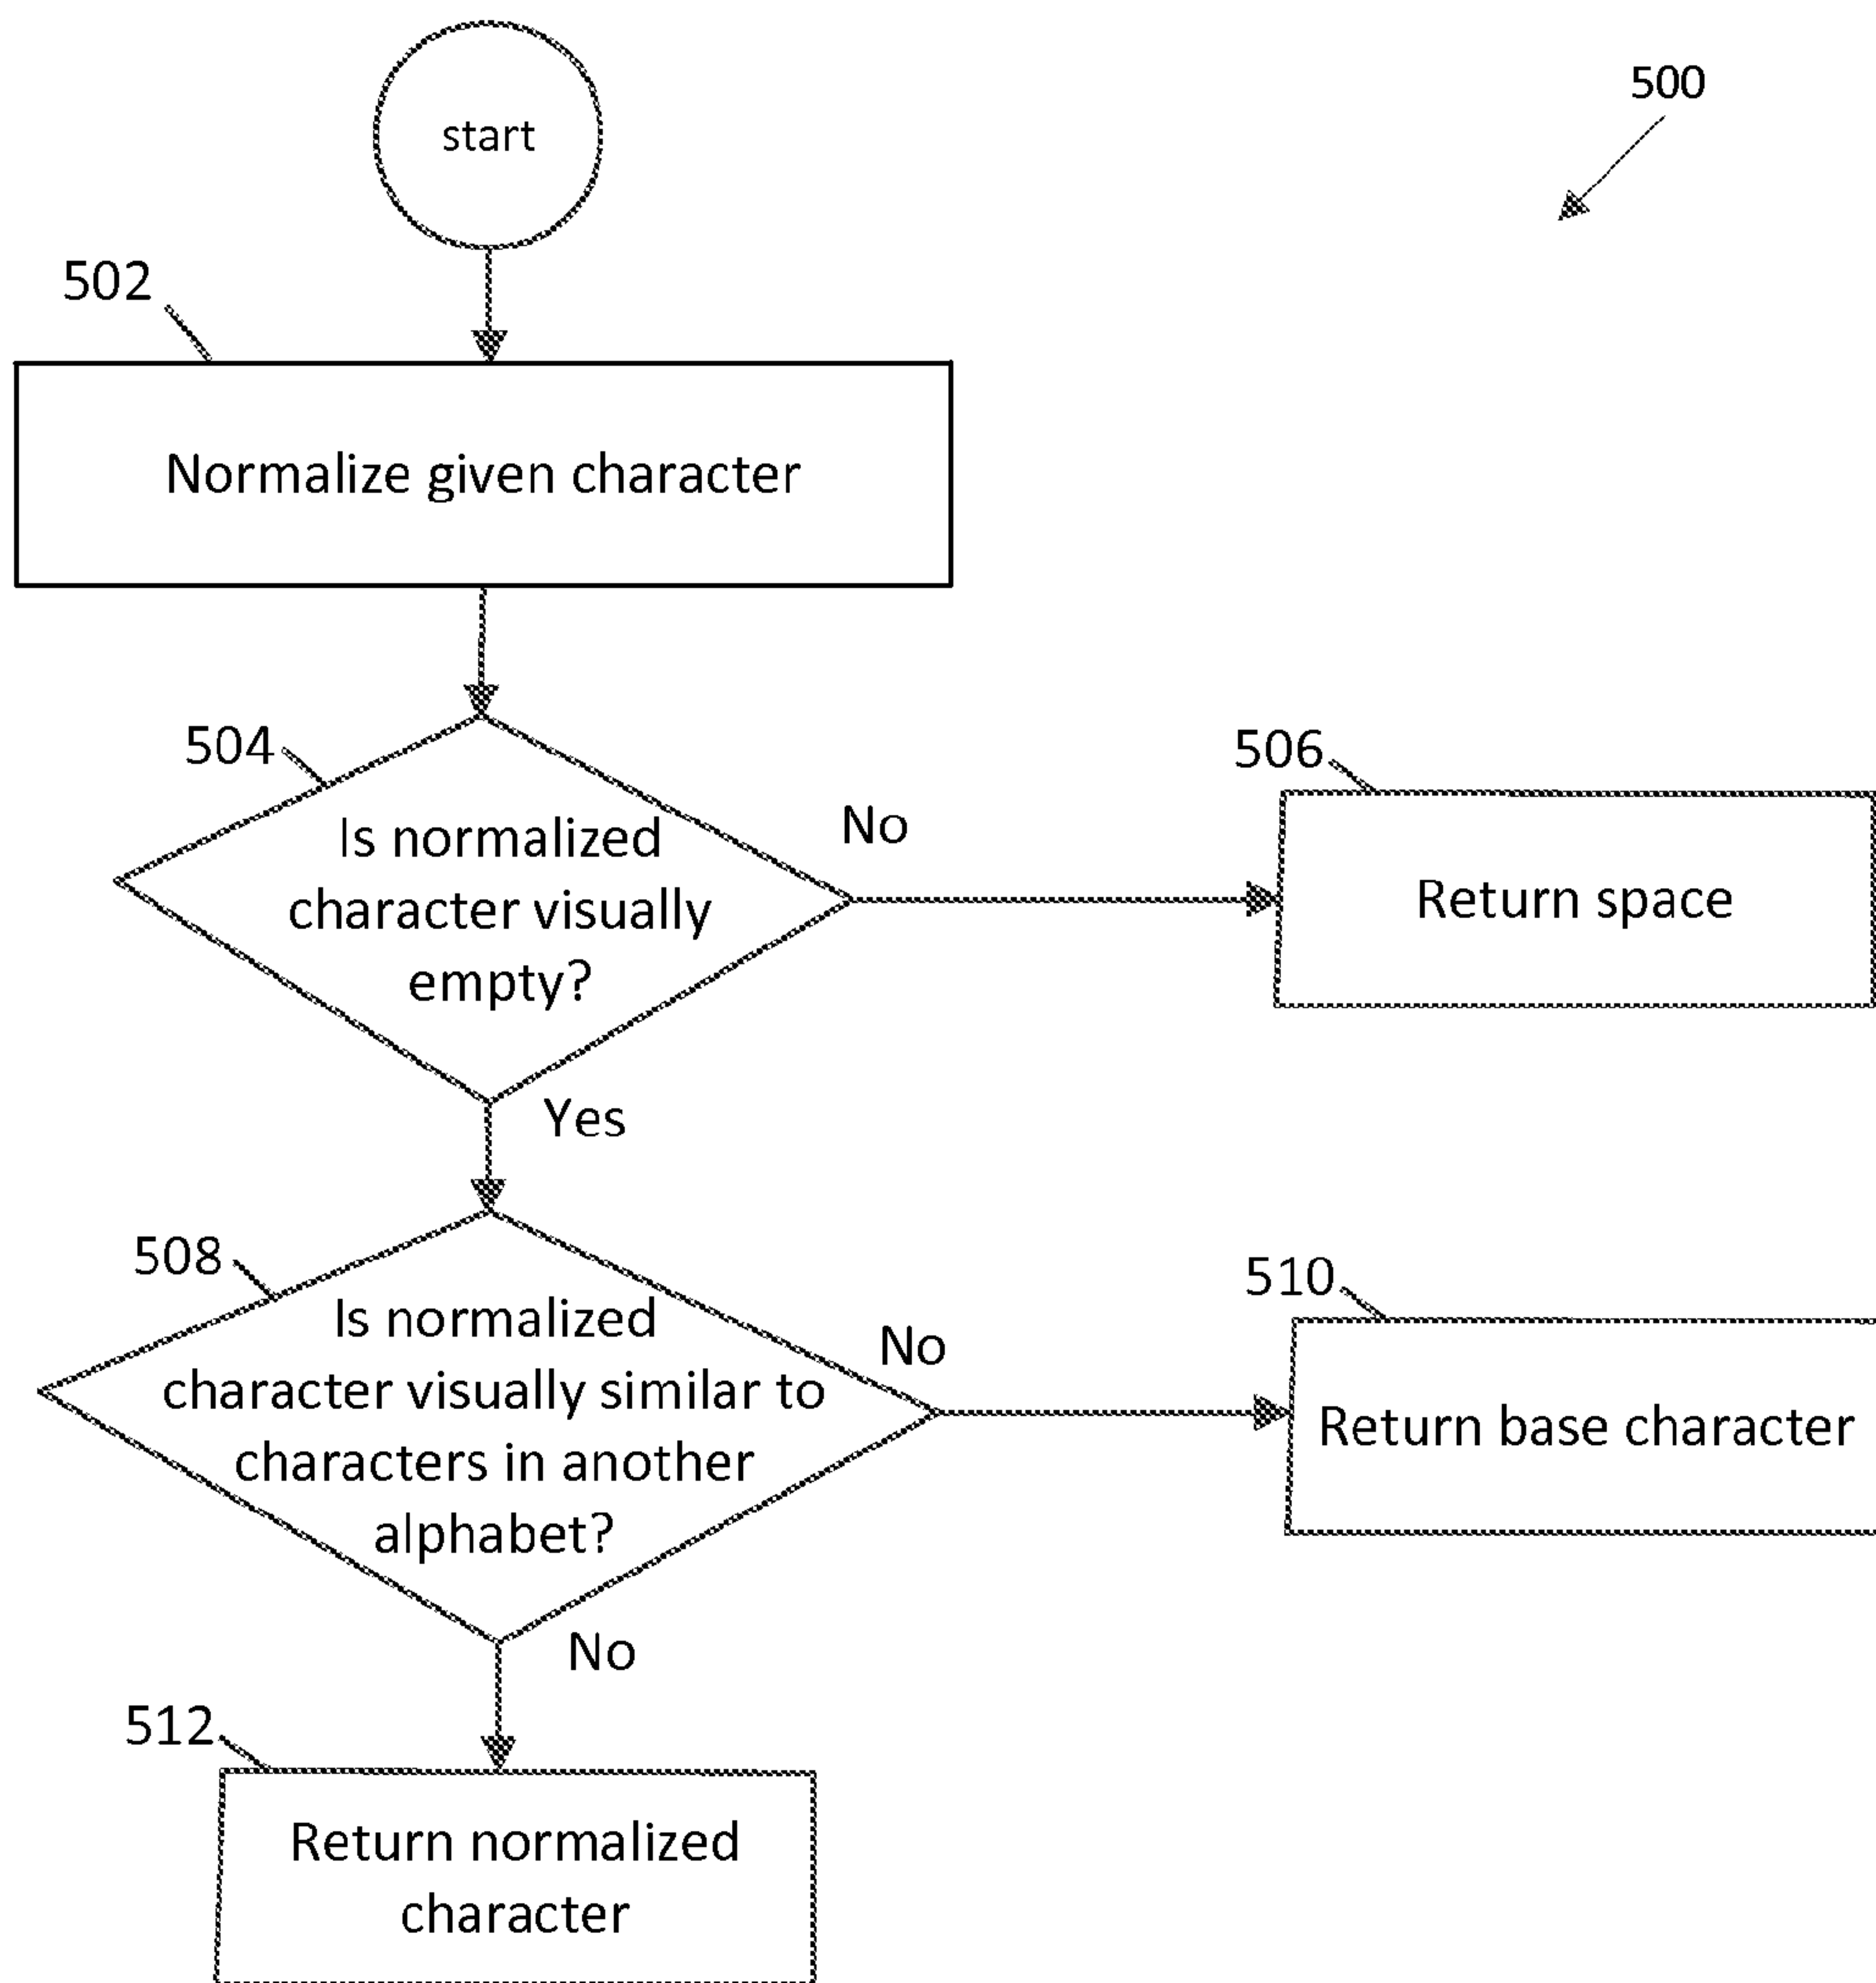 start
500
502
Normalize given character
504
Is normalized
character visually
empty?
No
506
Return space
Yes
508
Is normalized
character visually similar to
characters in another
alphabet?
No
510
Return base character
No
512
Return normalized
character